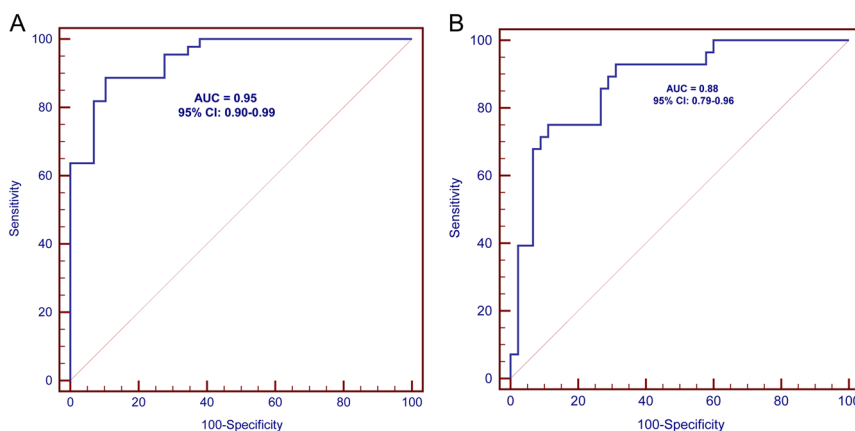 A
100
80
60
40
20
0
Sensitivity
AUC = 0.95
95% CI: 0.90-0.99
0 20 40 60 80 100
100-Specificity
B
100
80
60
40
20
0
Sensitivity
AUC = 0.88
95% CI: 0.79-0.96
0 20 40 60 80 100
100-Specificity